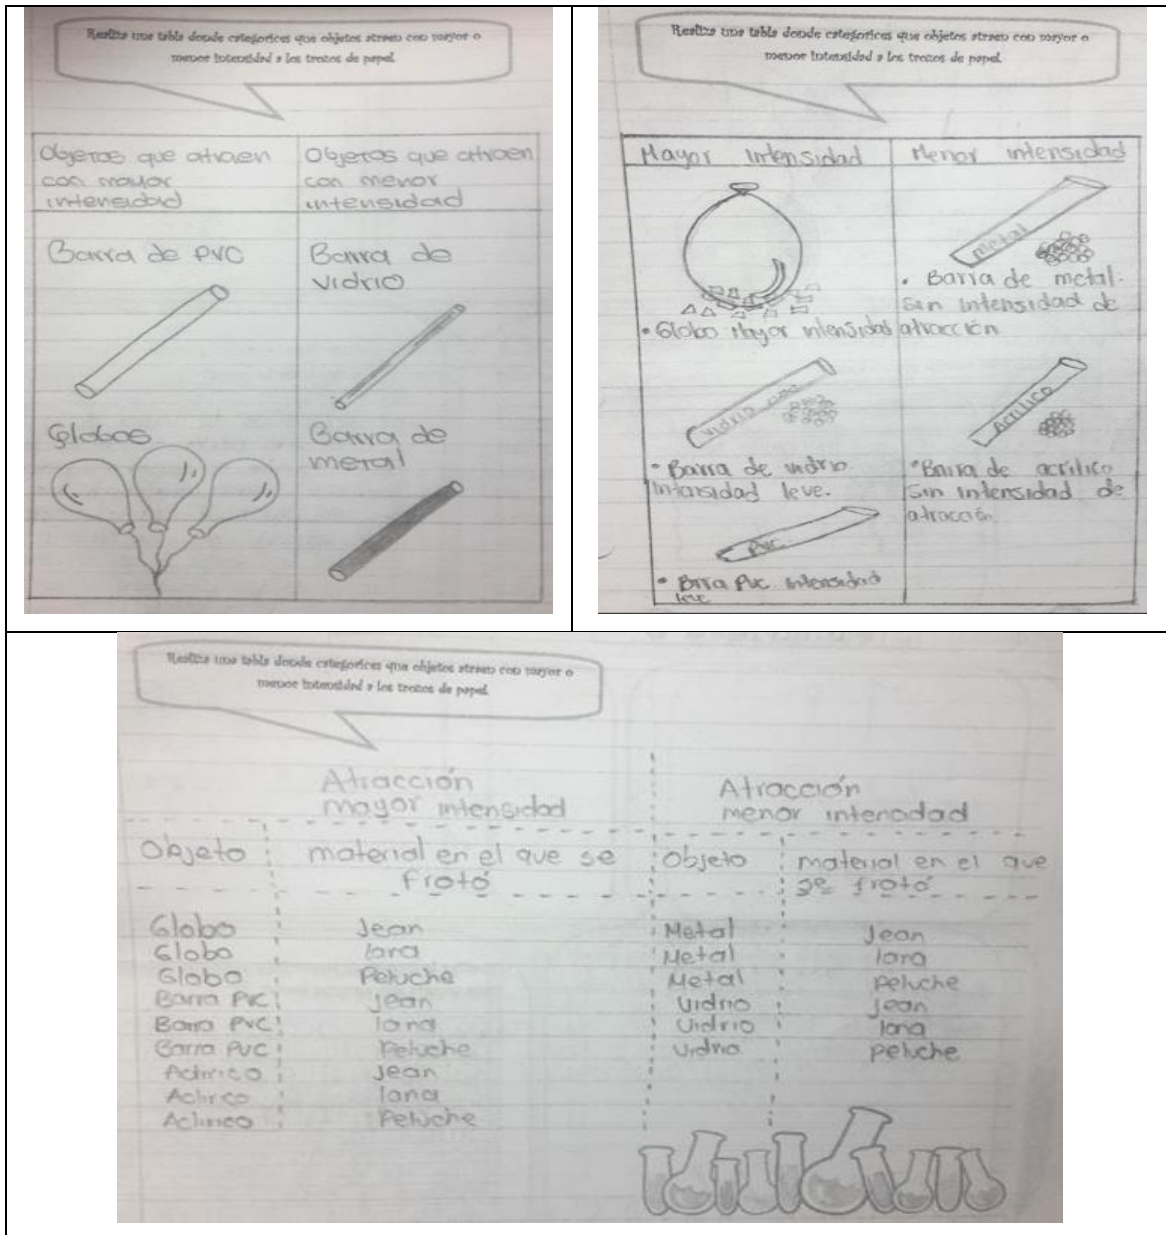 Realiza una tabla donde categorices que objetos atraen con mayor o
menor intensidad a los trozos de papel.
Objetos que atraen
con mayor
intensidad
Objetos que atraen
con menor
intensidad
Barra de PVC
Barra de
vidrio
Globos
Barra de
metal
Realiza una tabla donde categorices que objetos atraen con mayor o
menor intensidad a los trozos de papel.
Mayor Intensidad
Menor intensidad
metal
• Barra de metal:
sin intensidad de
atracción
• Globo Mayor intensidad
vidrio
Acrilico
• Barra de vidrio
Intensidad leve.
• Barra de acrílico
Sin intensidad de
atracción
PVC
• Brra Pvc intensidad
leve
Realiza una tabla donde categorices que objetos atraen con mayor o
menor intensidad a los trozos de papel.
Atracción
mayor intensidad
Atracción
menor intensidad
Objeto
material en el que se
frotó
Objeto
material en el que
se frotó
Globo Jean Metal Jean
Globo lana Metal lana
Globo Peluche Metal peluche
Barra PVC Jean Vidrio Jean
Barra PVC lana Vidrio lana
Barra PVC Peluche Vidrio peluche
Aclirico Jean
Aclirico lana
Aclirico Peluche